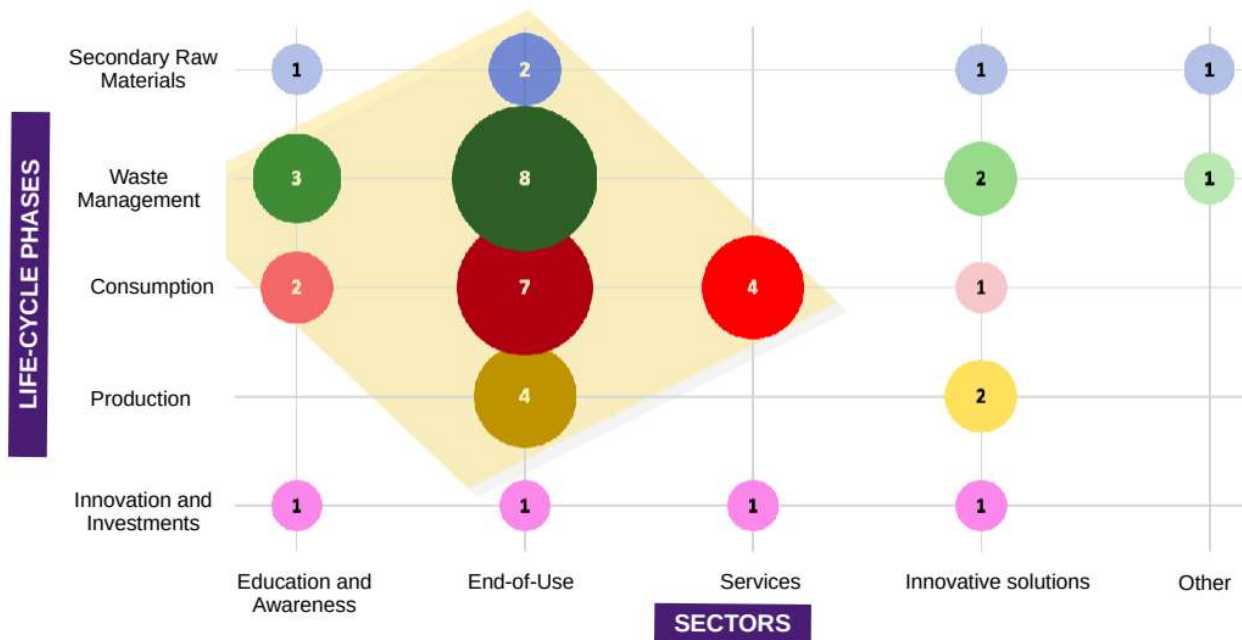 Secondary Raw
Materials
1
2
1
1
Waste
Management
3
8
2
1
Consumption
2
7
4
1
Production
4
2
Innovation and
Investments
1
1
1
1
LIFE-CYCLE PHASES
Education and
Awareness
End-of-Use
Services
Innovative solutions
Other
SECTORS